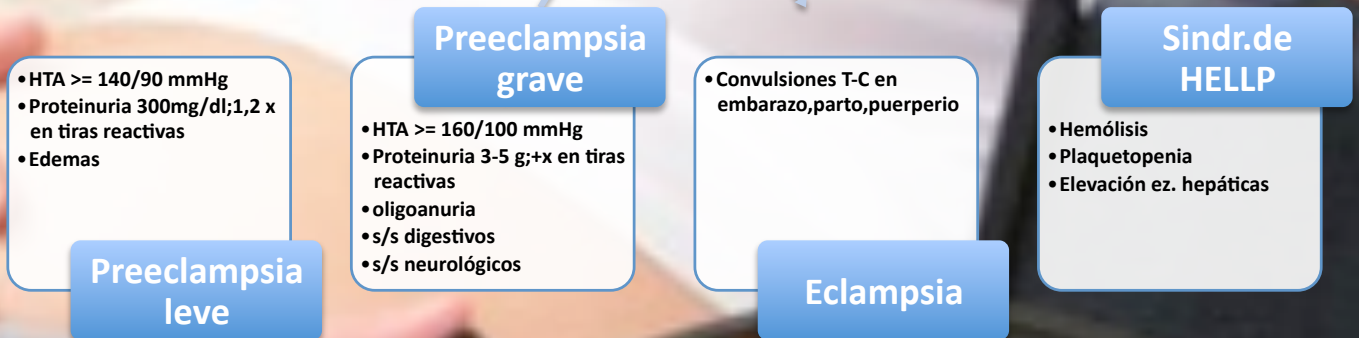 •HTA >= 140/90 mmHg
•Proteinuria 300mg/dl;1,2 x
en tiras reactivas
•Edemas
Preeclampsia
leve
Preeclampsia
grave
•HTA >= 160/100 mmHg
•Proteinuria 3-5 g;+x en tiras
reactivas
•oligoanuria
•s/s digestivos
•s/s neurológicos
•Convulsiones T-C en
embarazo,parto,puerperio
Eclampsia
Sindr.de
HELLP
•Hemólisis
•Plaquetopenia
•Elevación ez. hepáticas